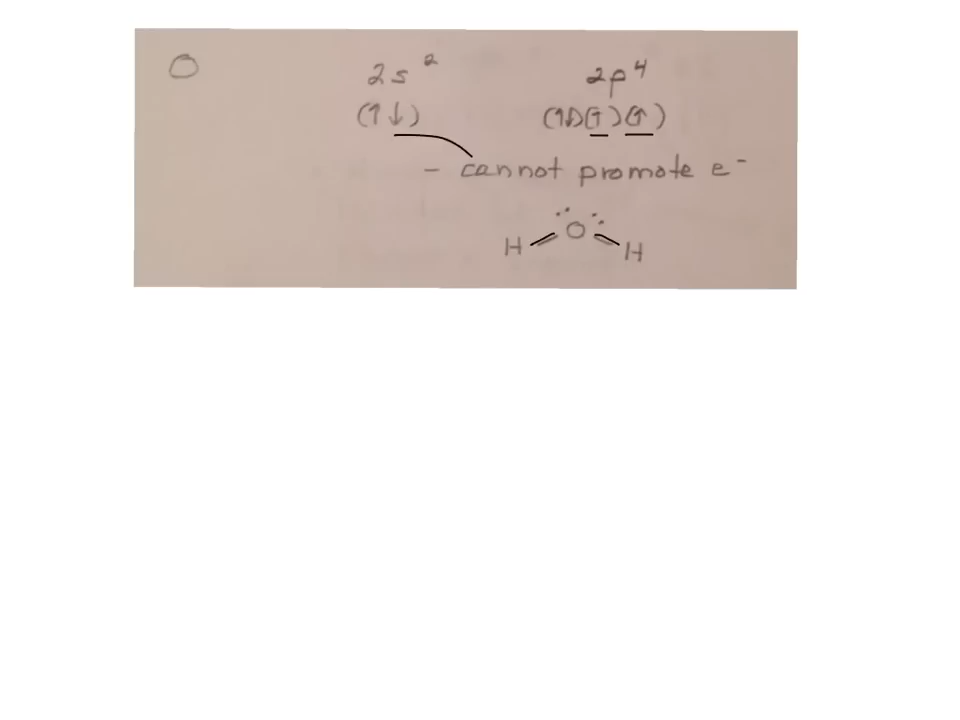 O 2s² 2p⁴
(↑↓) (↑↓)(↑)(↑)
- cannot promote e⁻
H O H